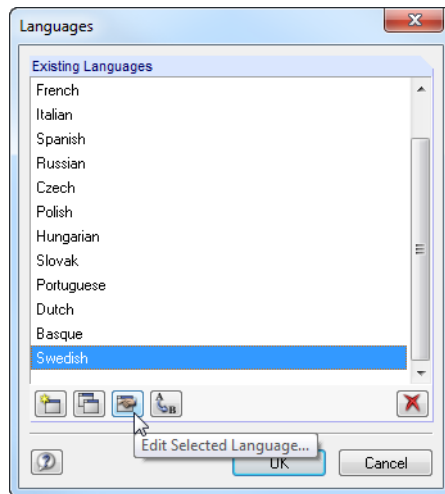 Languages
Existing Languages
French
Italian
Spanish
Russian
Czech
Polish
Hungarian
Slovak
Portuguese
Dutch
Basque
Swedish
A
B
Edit Selected Language...
OK
Cancel